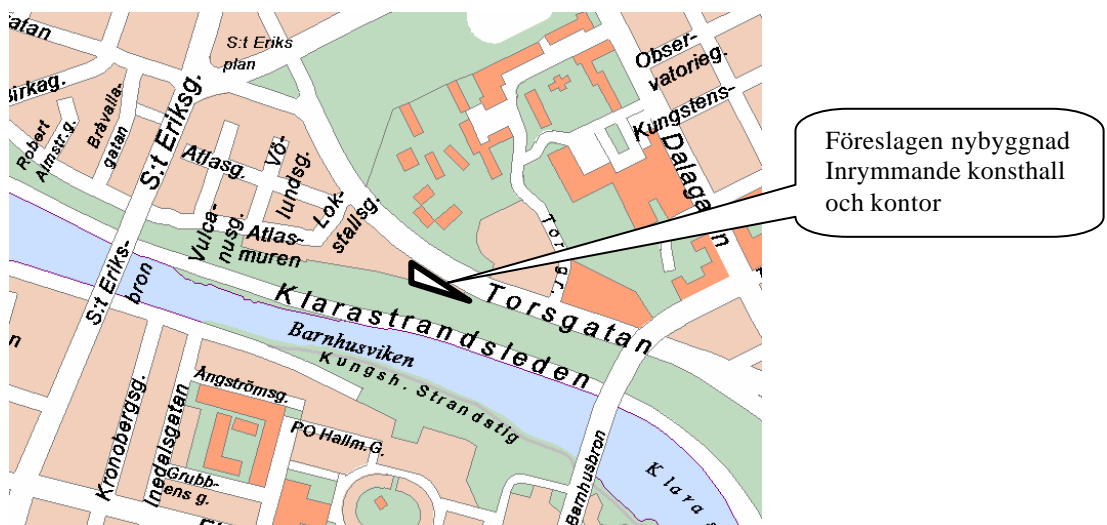 atan
S:t Eriks
plan
Birkag.
Bråvalla-
gatan
Robert
Almstr.g.
S:t Eriksg.
Atlasg.
Vö-
lundsg.
Lok-
stallsg.
Vulca-
nusg.
Atlas-
muren
Obser-
vatorieg.
Kungstens-
Dalagatan
Torsgr.
Föreslagen nybyggnad
Inrymmande konsthall
och kontor
S:t Eriks-
bron
Klarastrandsleden
Torsgatan
Barnhusviken
Kungsh. Strandstig
n
Kronobergsg.
Inedalsgatan
Ångströmsg.
PO Hallm.G.
Grubb-
ens g.
Barnhusbron
Klara s